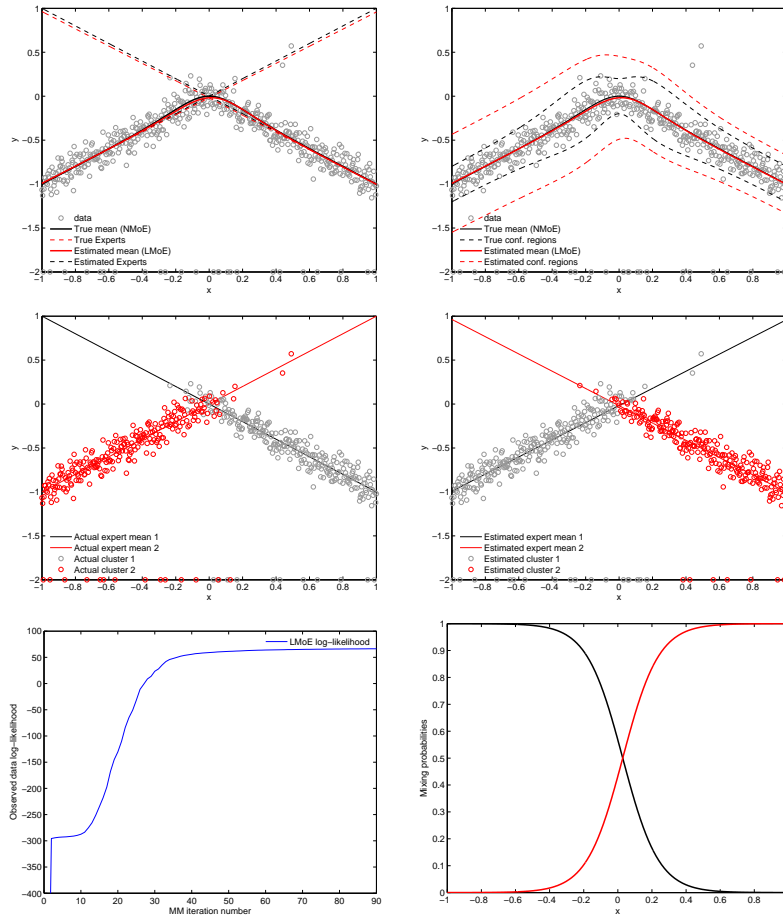 1
0.5
0
−0.5
−1
−1.5
−2
y
data
True mean (NMoE)
True Experts
Estimated mean (LMoE)
Estimated Experts
−1 −0.8 −0.6 −0.4 −0.2 0 0.2 0.4 0.6 0.8 1
x
1
0.5
0
−0.5
−1
−1.5
−2
y
data
True mean (NMoE)
True conf. regions
Estimated mean (LMoE)
Estimated conf. regions
−1 −0.8 −0.6 −0.4 −0.2 0 0.2 0.4 0.6 0.8
x
1
0.5
0
−0.5
−1
−1.5
−2
y
Actual expert mean 1
Actual expert mean 2
Actual cluster 1
Actual cluster 2
−1 −0.8 −0.6 −0.4 −0.2 0 0.2 0.4 0.6 0.8 1
x
1
0.5
0
−0.5
−1
−1.5
−2
y
Estimated expert mean 1
Estimated expert mean 2
Estimated cluster 1
Estimated cluster 2
−1 −0.8 −0.6 −0.4 −0.2 0 0.2 0.4 0.6 0.8
x
100
50
0
−50
−100
−150
−200
−250
−300
−350
−400
Observed data log−likelihood
LMoE log−likelihood
0 10 20 30 40 50 60 70 80 90
MM iteration number
1
0.9
0.8
0.7
0.6
0.5
0.4
0.3
0.2
0.1
0
Mixing probabilities
−1 −0.8 −0.6 −0.4 −0.2 0 0.2 0.4 0.6 0.8
x